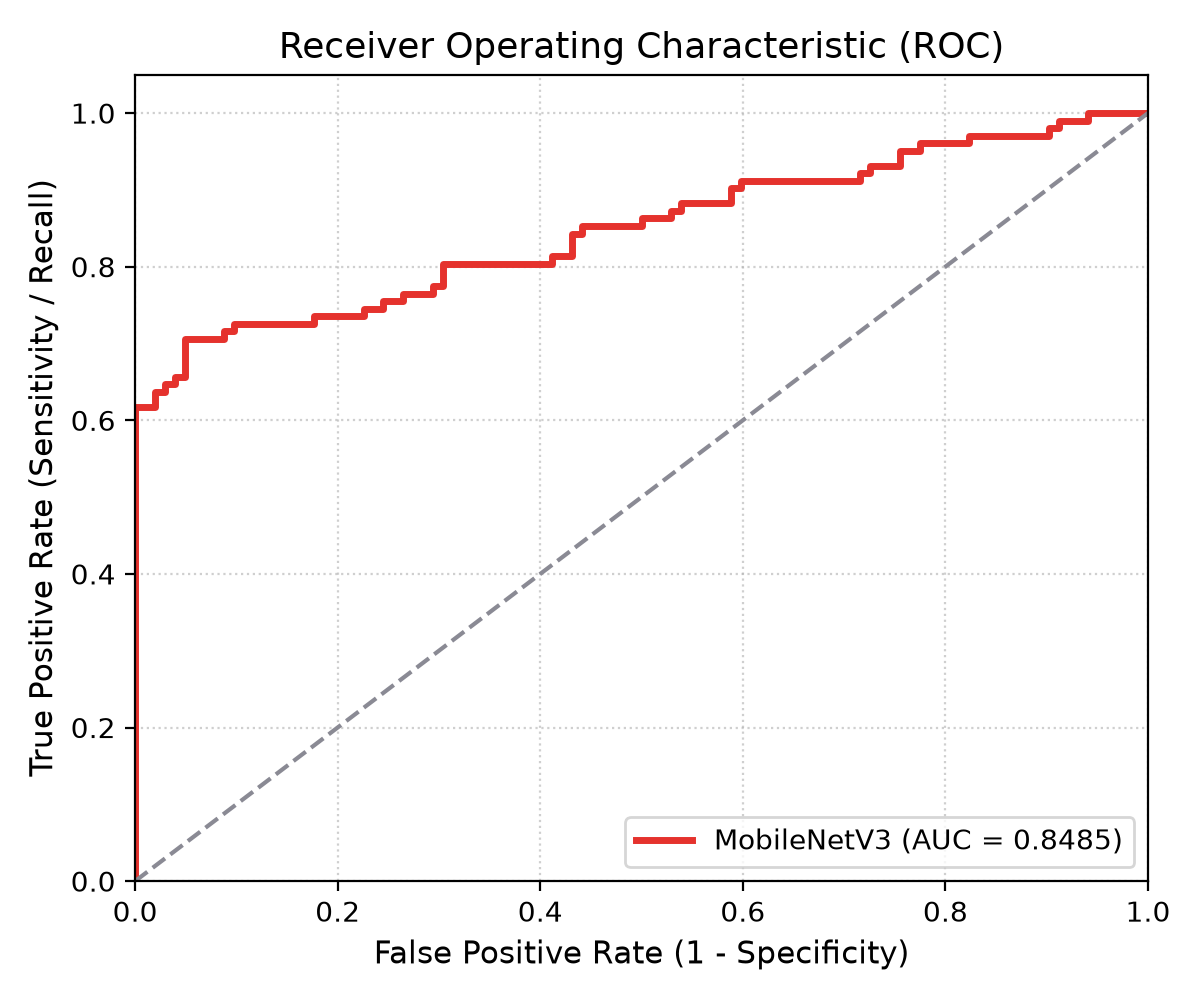 Receiver Operating Characteristic (ROC)
True Positive Rate (Sensitivity / Recall)
1.0
0.8
0.6
0.4
0.2
0.0
MobileNetV3 (AUC = 0.8485)
0.0 0.2 0.4 0.6 0.8 1.0
False Positive Rate (1 - Specificity)